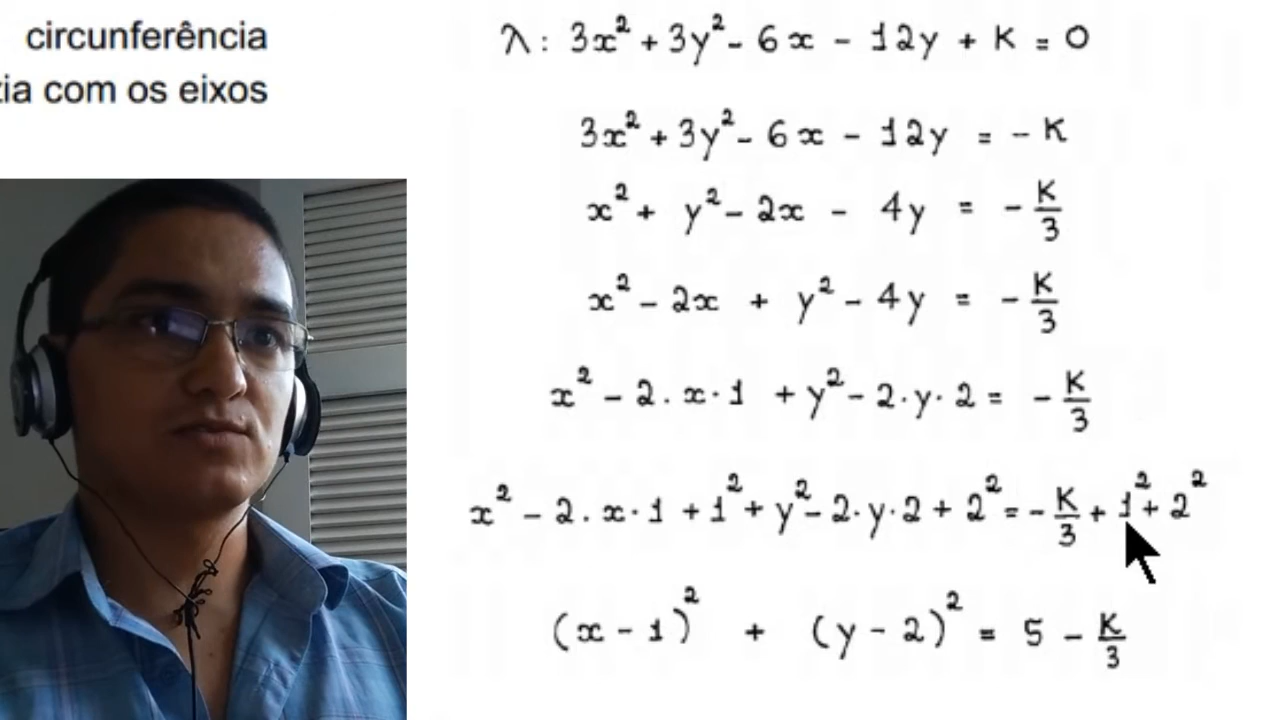 circunferência
ia com os eixos
λ: 3x² + 3y² - 6x - 12y + K = 0
3x² + 3y² - 6x - 12y = - K
x² + y² - 2x - 4y = - K/3
x² - 2x + y² - 4y = - K/3
x² - 2.x.1 + y² - 2.y.2 = - K/3
x² - 2.x.1 + 1² + y² - 2.y.2 + 2² = - K/3 + 1² + 2²
(x - 1)² + (y - 2)² = 5 - K/3